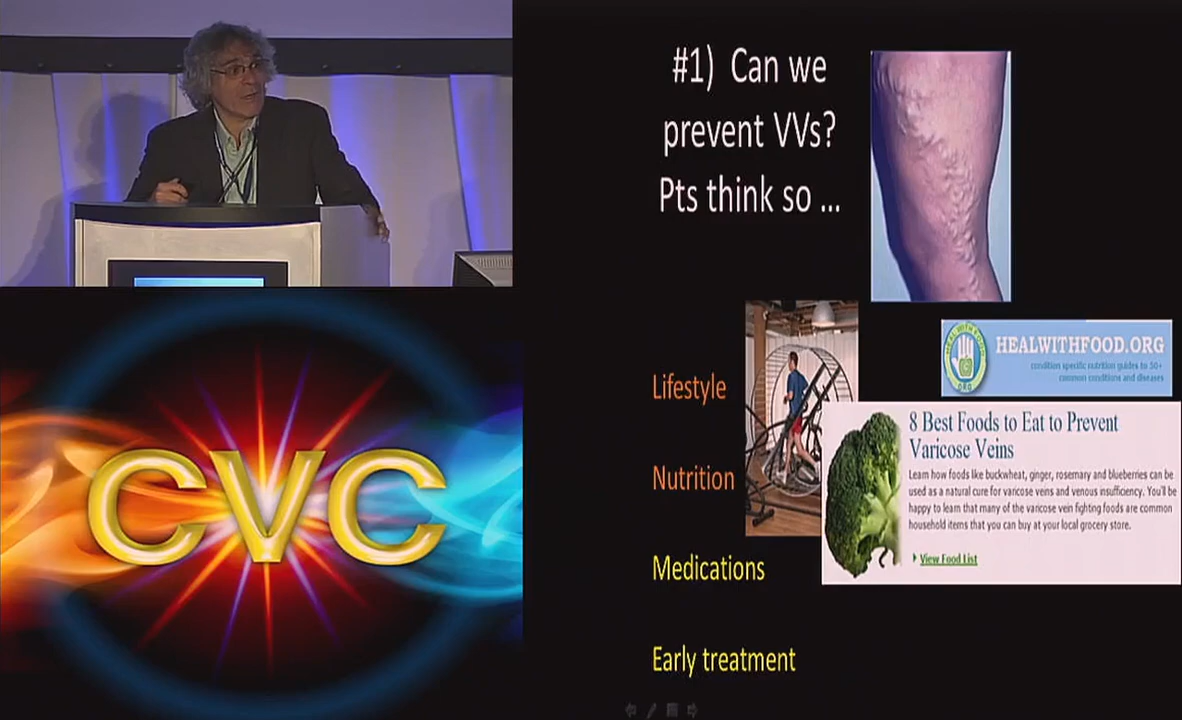 #1) Can we
prevent VVs?
Pts think so ...
HEALWITHFOOD.ORG
condition specific nutrition guides to 50+
common conditions and diseases
Lifestyle
8 Best Foods to Eat to Prevent
Varicose Veins
Learn how foods like buckwheat, ginger, rosemary and blueberries can be
used as a natural cure for varicose veins and venous insufficiency. You'll be
happy to learn that many of the varicose vein fighting foods are common
household items that you can buy at your local grocery store.
View Food List
Nutrition
Medications
Early treatment
CVC